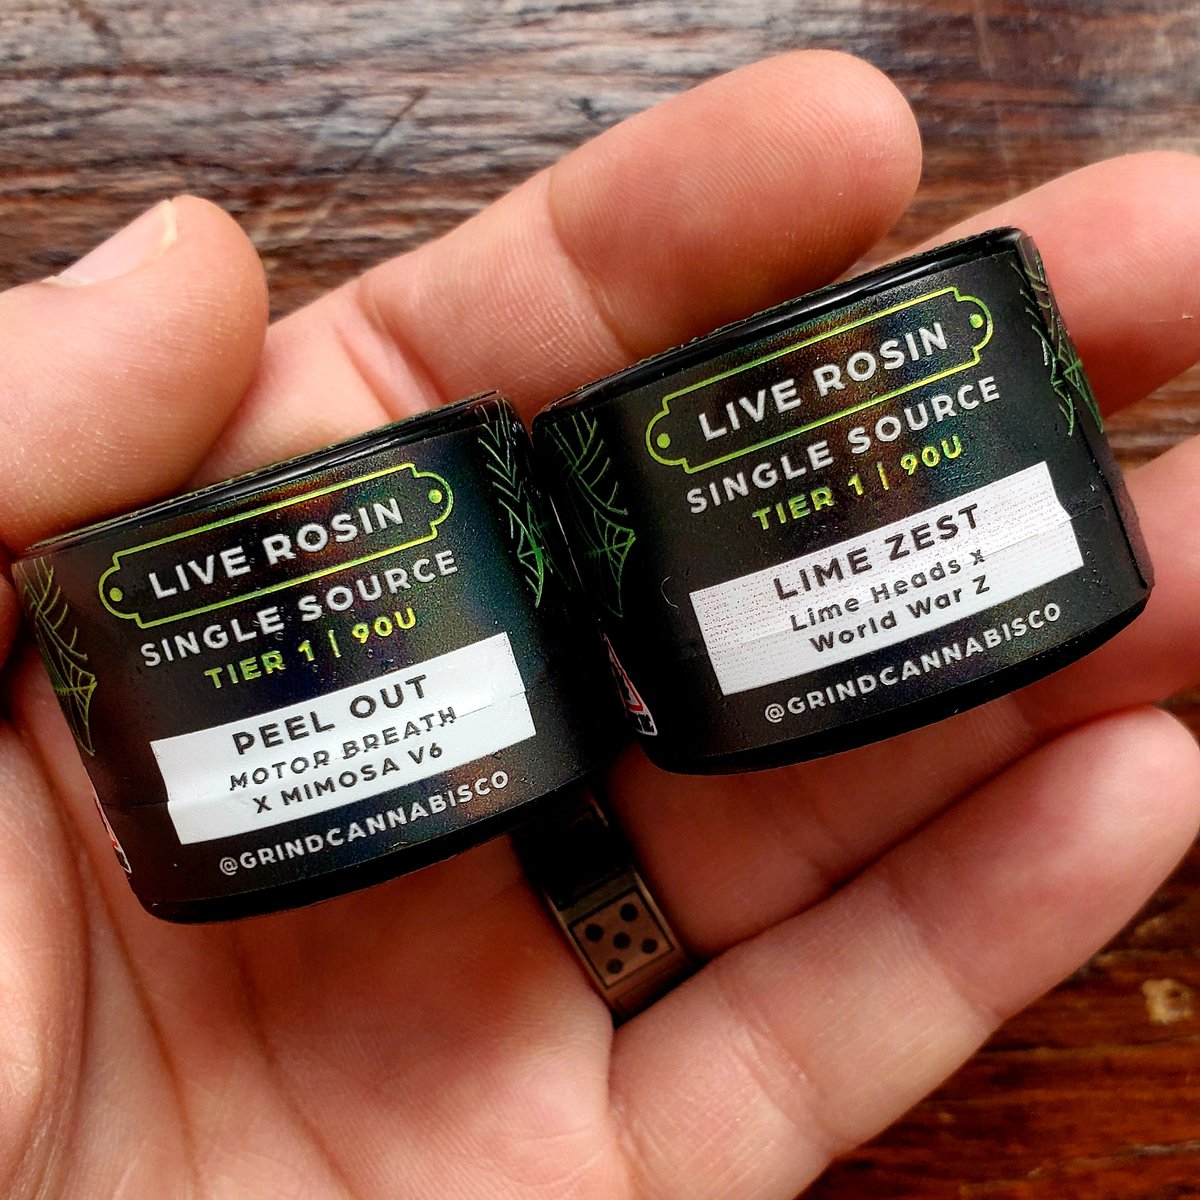 LIVE ROSIN
SINGLE SOURCE
TIER 1 | 90U
PEEL OUT
MOTOR BREATH
X MIMOSA V6
@GRINDCANNABISCO
LIVE ROSIN
SINGLE SOURCE
TIER 1 | 90U
LIME ZEST
Lime Heads x
World War Z
@GRINDCANNABISCO